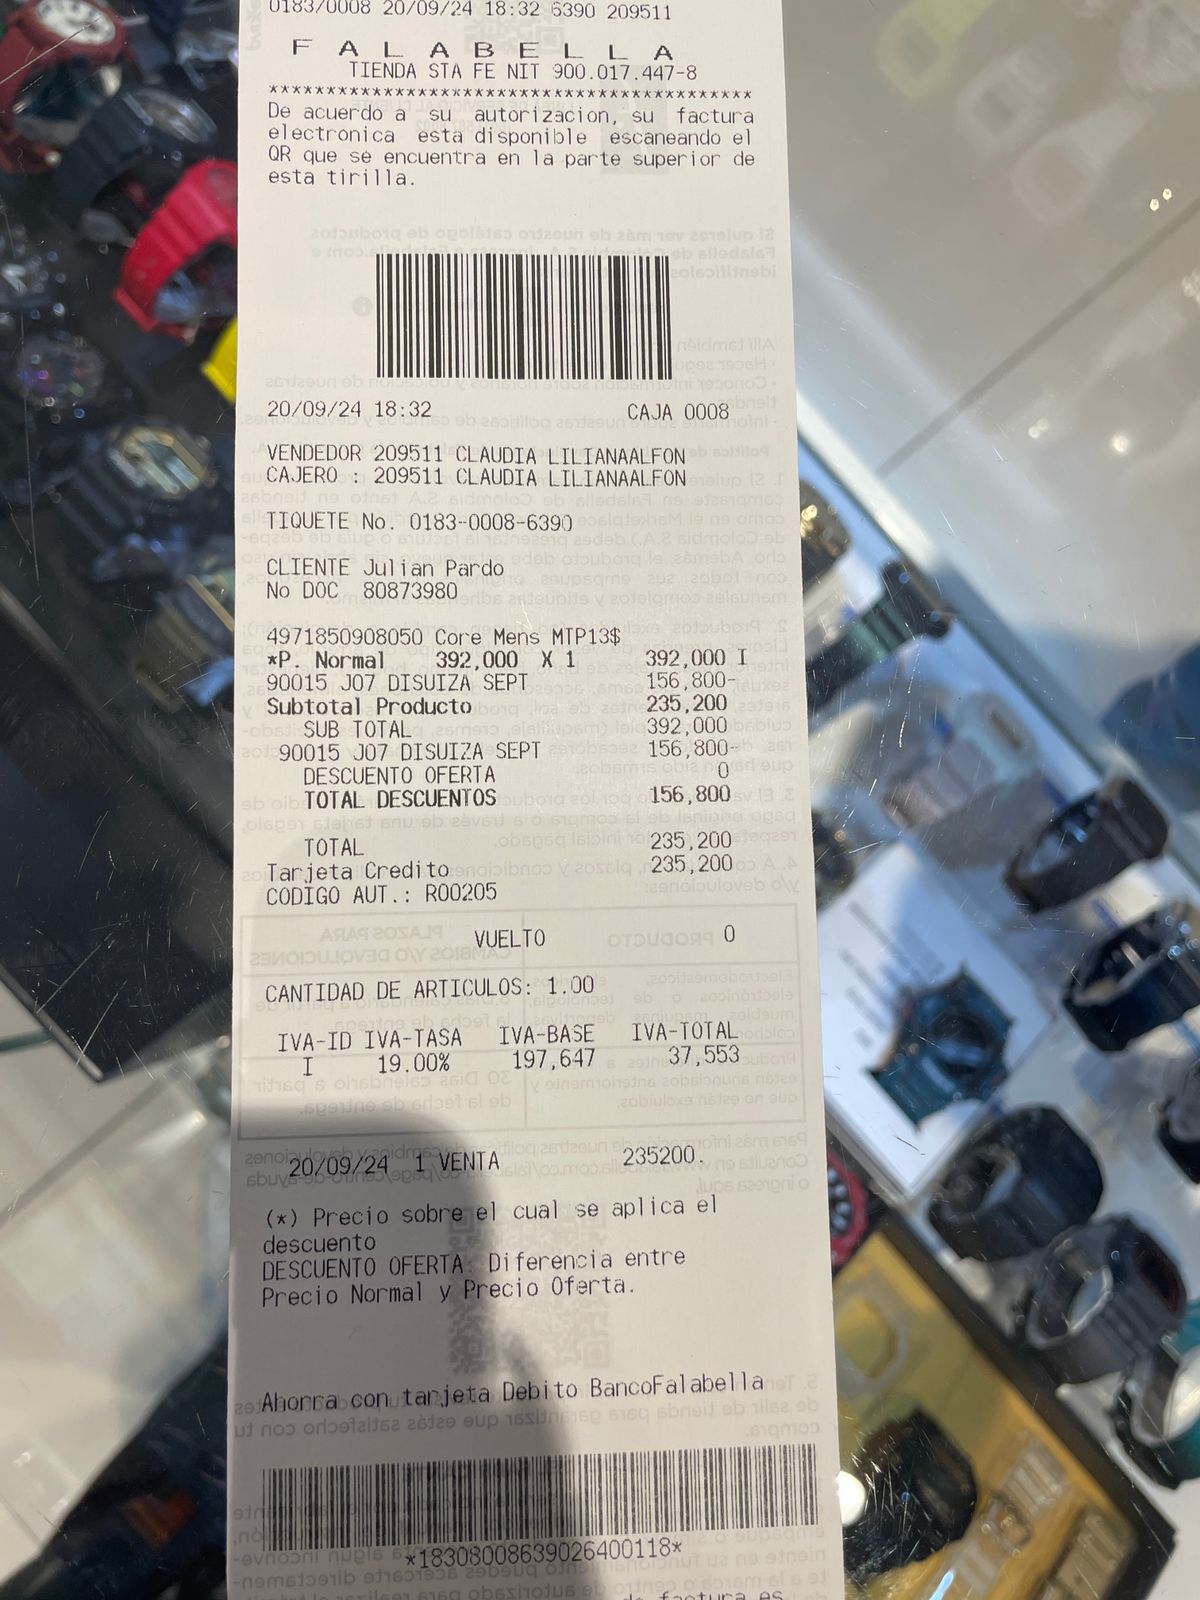 0183/0008 20/09/24 18:32 6390 209511
F A L A B E L L A
TIENDA STA FE NIT 900.017.447-8
******************************************
De acuerdo a su autorizacion, su factura
electronica esta disponible escaneando el
QR que se encuentra en la parte superior de
esta tirilla.
20/09/24 18:32 CAJA 0008
VENDEDOR 209511 CLAUDIA LILIANAALFON
CAJERO : 209511 CLAUDIA LILIANAALFON
TIQUETE No. 0183-0008-6390
CLIENTE Julian Pardo
No DOC 80873980
4971850908050 Core Mens MTP13$
*P. Normal 392,000 X 1 392,000 I
90015 J07 DISUIZA SEPT 156,800-
Subtotal Producto 235,200
SUB TOTAL 392,000
90015 J07 DISUIZA SEPT 156,800-
DESCUENTO OFERTA 0
TOTAL DESCUENTOS 156,800
TOTAL 235,200
Tarjeta Credito 235,200
CODIGO AUT.: R00205
VUELTO 0
CANTIDAD DE ARTICULOS: 1.00
IVA-ID IVA-TASA IVA-BASE IVA-TOTAL
I 19.00% 197,647 37,553
20/09/24 1 VENTA 235200.
(*) Precio sobre el cual se aplica el
descuento
DESCUENTO OFERTA: Diferencia entre
Precio Normal y Precio Oferta.
Ahorra con tarjeta Debito BancoFalabella
*18308008639026400118*
factura es